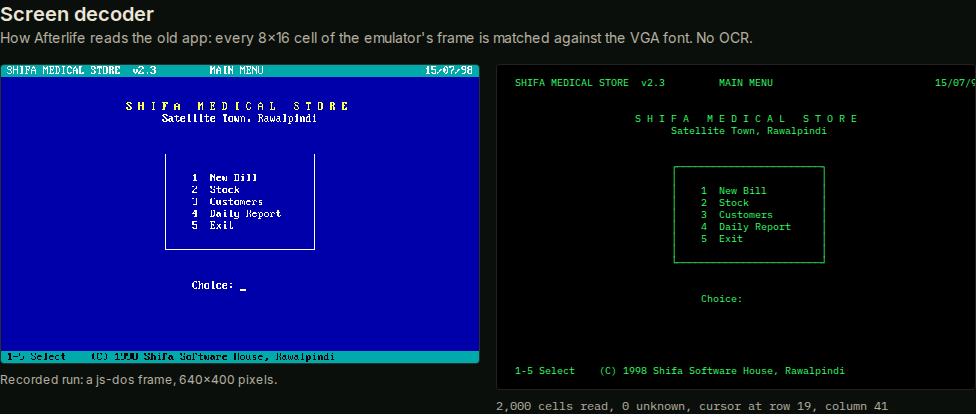 Screen decoder
How Afterlife reads the old app: every 8×16 cell of the emulator's frame is matched against the VGA font. No OCR.
SHIFA MEDICAL STORE v2.3 MAIN MENU 15/07/98
S H I F A M E D I C A L S T O R E
Satellite Town, Rawalpindi
1 New Bill
2 Stock
3 Customers
4 Daily Report
5 Exit
Choice: _
1-5 Select (C) 1998 Shifa Software House, Rawalpindi
Recorded run: a js-dos frame, 640×400 pixels.
SHIFA MEDICAL STORE v2.3 MAIN MENU 15/07/9
S H I F A M E D I C A L S T O R E
Satellite Town, Rawalpindi
1 New Bill
2 Stock
3 Customers
4 Daily Report
5 Exit
Choice:
1-5 Select (C) 1998 Shifa Software House, Rawalpindi
2,000 cells read, 0 unknown, cursor at row 19, column 41